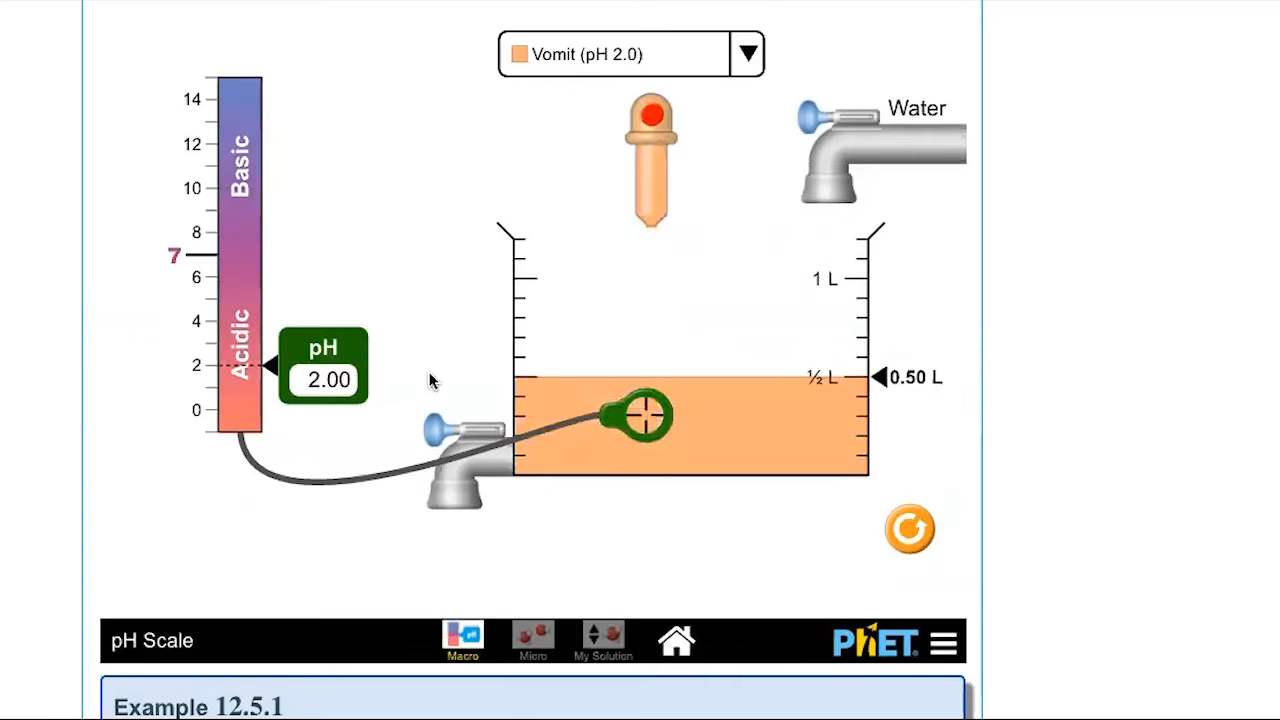 Vomit (pH 2.0)
Water
14
12
10
8
7
6
4
2
0
Basic
Acidic
pH
2.00
1 L
½ L
0.50 L
pH Scale
Macro
Micro
My Solution
PhET
Example 12.5.1